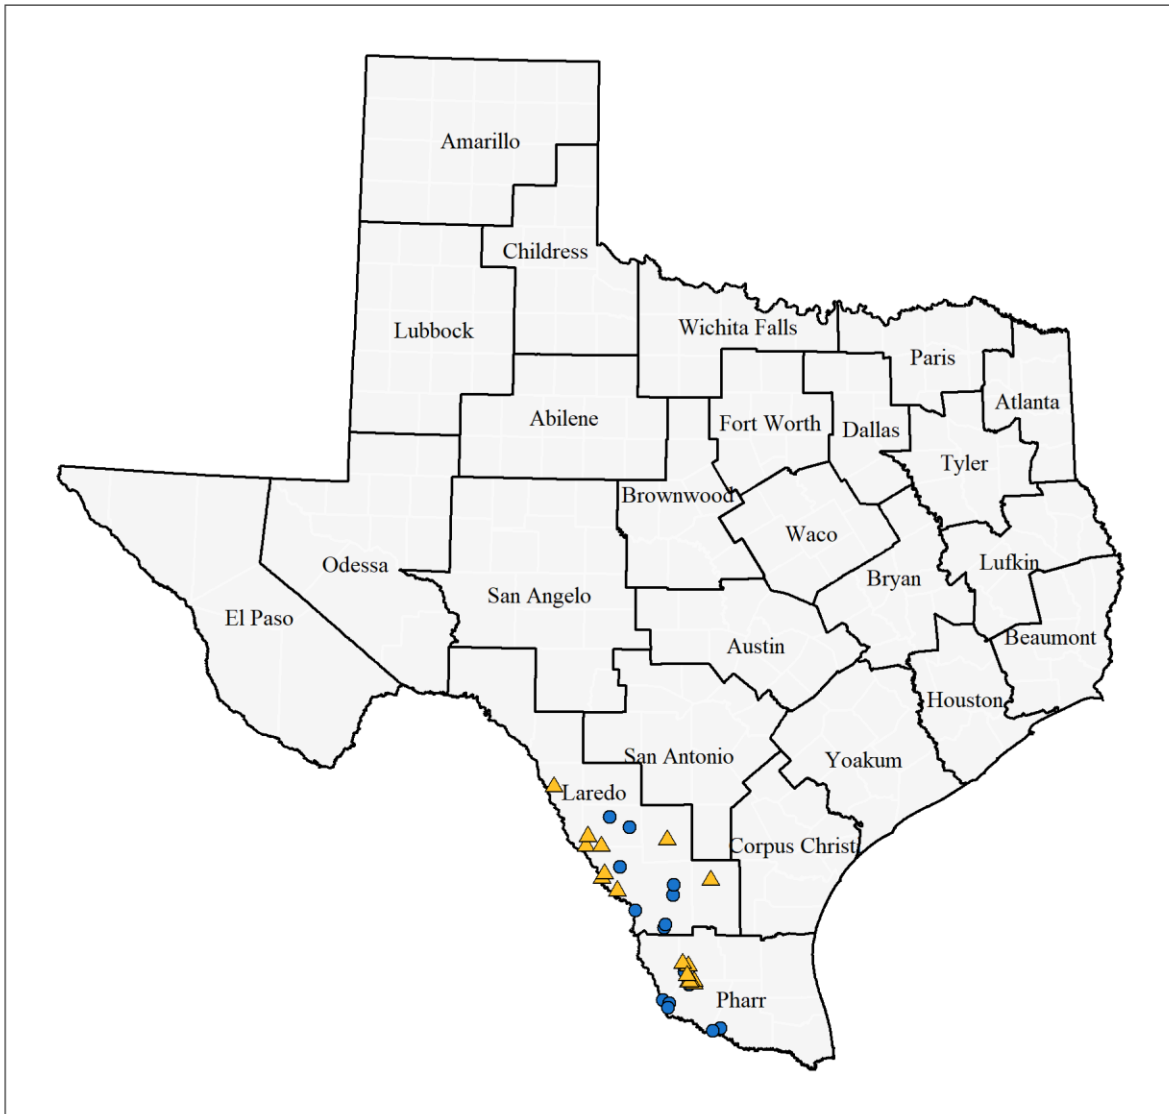 Amarillo
Childress
Lubbock
Wichita Falls
Paris
Atlanta
Abilene
Fort Worth
Dallas
Tyler
Brownwood
Waco
Odessa
Bryan
Lufkin
San Angelo
El Paso
Austin
Beaumont
Houston
San Antonio
Yoakum
Laredo
Corpus Christ
Pharr